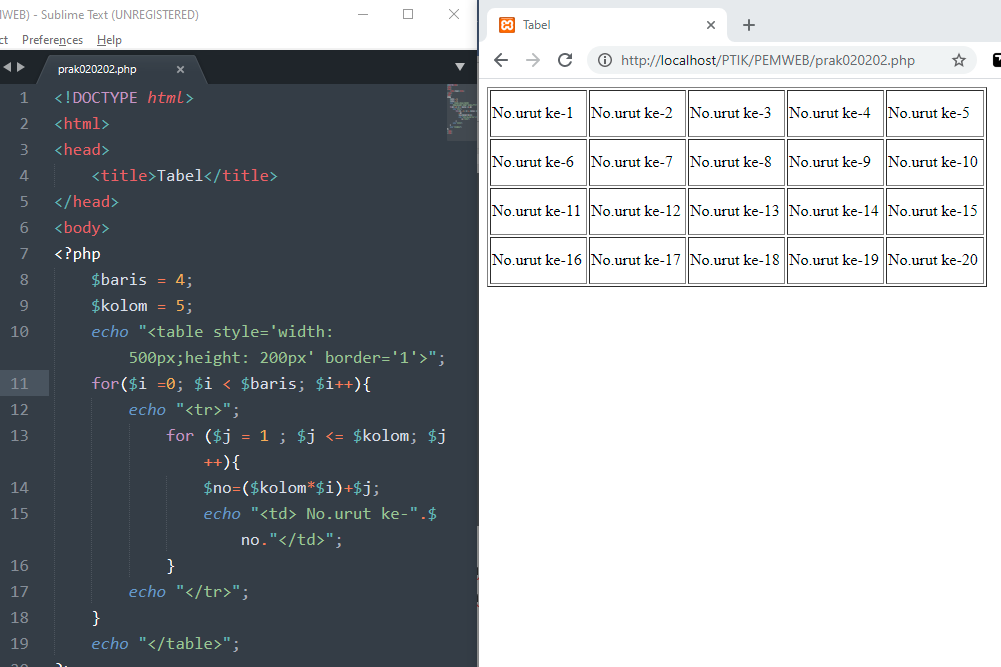 MWEB) - Sublime Text (UNREGISTERED)
ct Preferences Help
prak020202.php
1 <!DOCTYPE html>
2 <html>
3 <head>
4 <title>Tabel</title>
5 </head>
6 <body>
7 <?php
8 $baris = 4;
9 $kolom = 5;
10 echo "<table style='width:
500px;height: 200px' border='1'>";
11 for($i =0; $i < $baris; $i++){
12 echo "<tr>";
13 for ($j = 1 ; $j <= $kolom; $j
++){
14 $no=($kolom*$i)+$j;
15 echo "<td> No.urut ke-".$
no."</td>";
16 }
17 echo "</tr>";
18 }
19 echo "</table>";
20 ?>
Tabel
http://localhost/PTIK/PEMWEB/prak020202.php
No.urut ke-1 No.urut ke-2 No.urut ke-3 No.urut ke-4 No.urut ke-5
No.urut ke-6 No.urut ke-7 No.urut ke-8 No.urut ke-9 No.urut ke-10
No.urut ke-11 No.urut ke-12 No.urut ke-13 No.urut ke-14 No.urut ke-15
No.urut ke-16 No.urut ke-17 No.urut ke-18 No.urut ke-19 No.urut ke-20